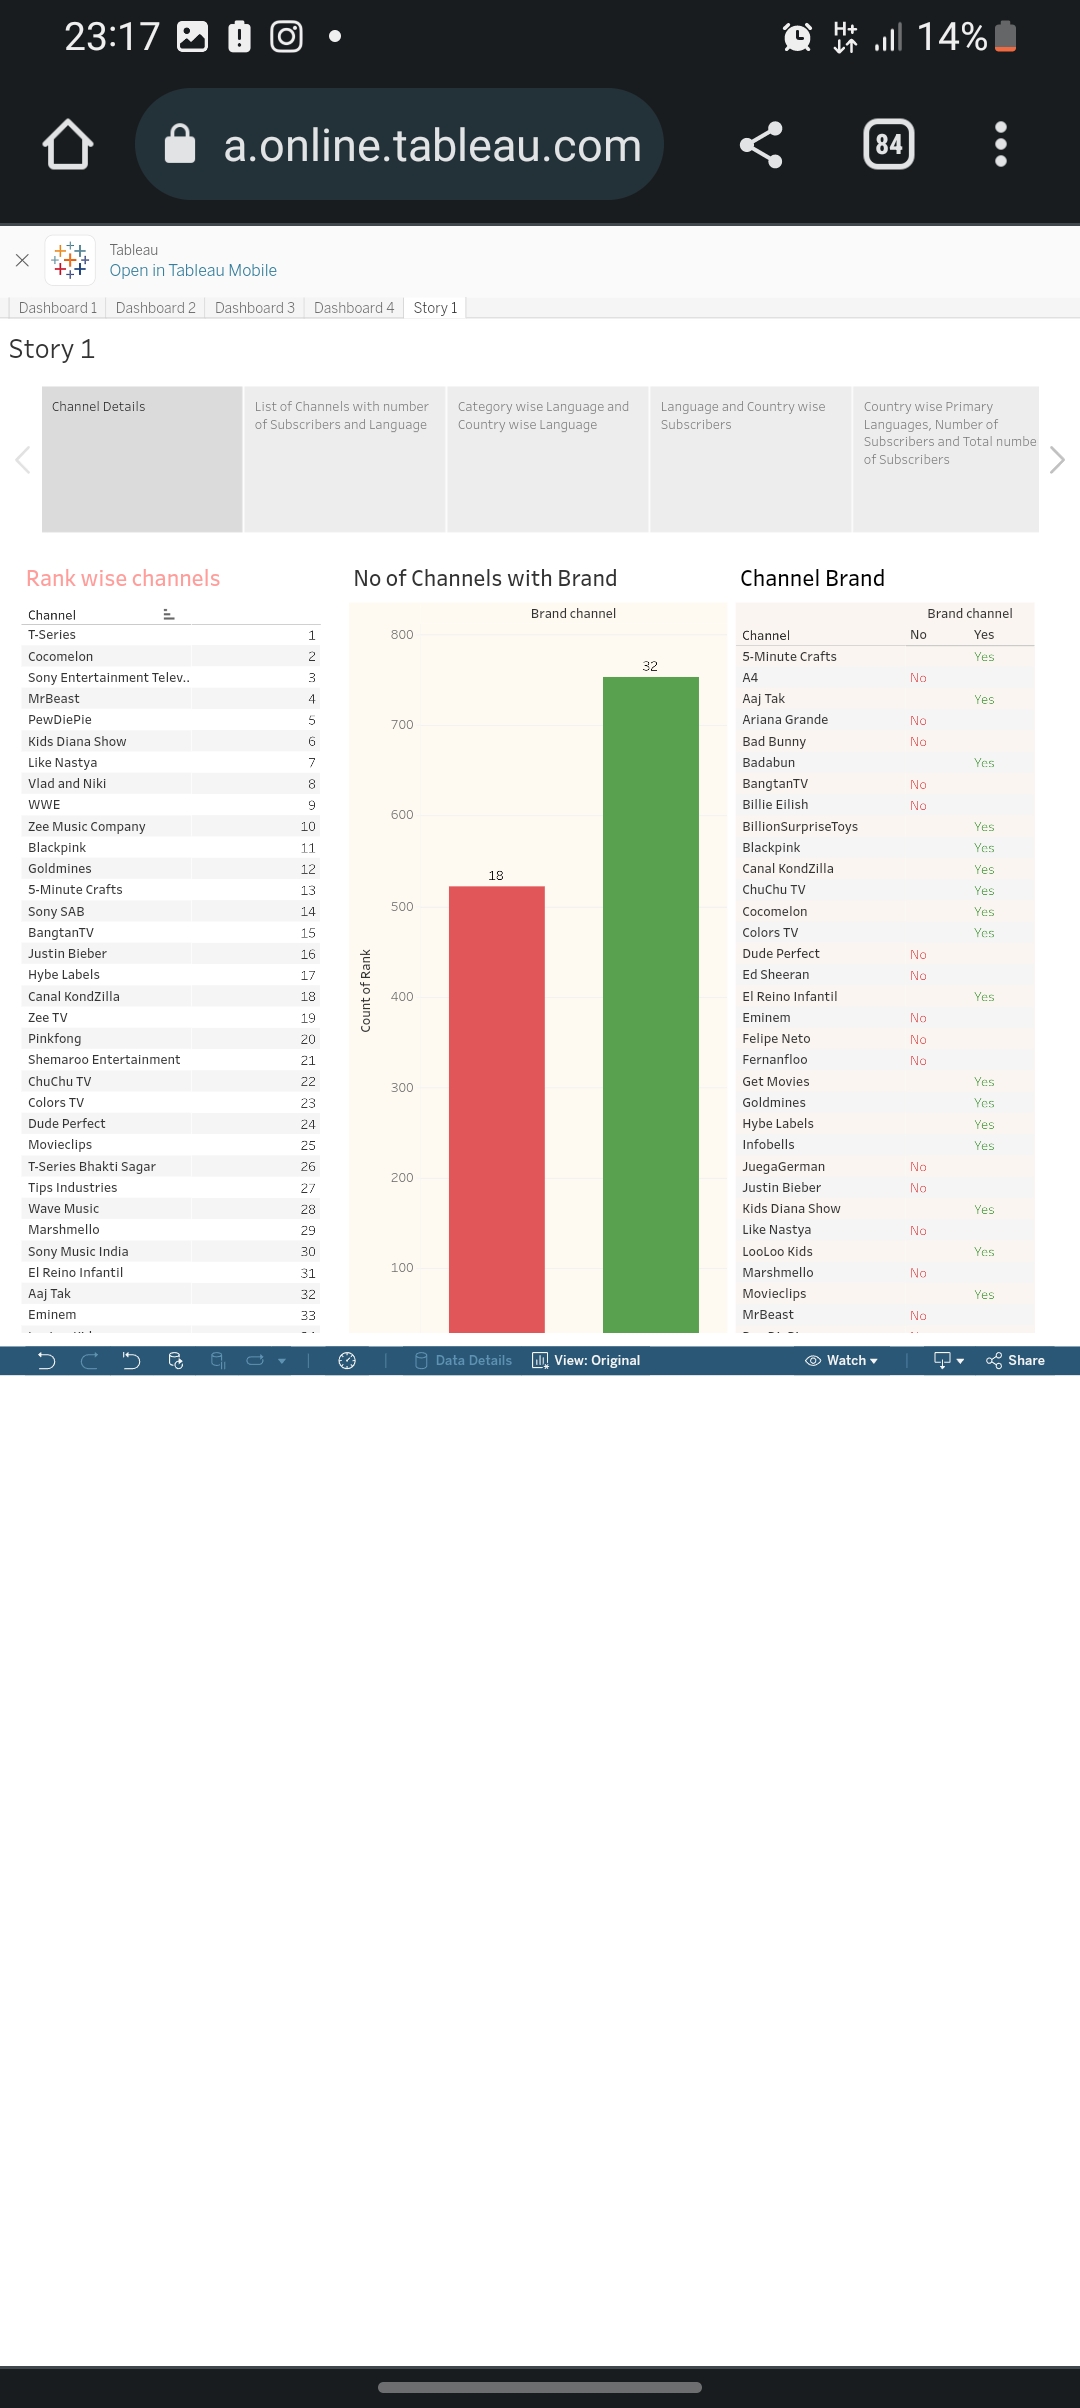 23:17
H+
14%
a.online.tableau.com
84
Tableau
Open in Tableau Mobile
Dashboard 1 Dashboard 2 Dashboard 3 Dashboard 4 Story 1
Story 1
Channel Details
List of Channels with number
of Subscribers and Language
Category wise Language and
Country wise Language
Language and Country wise
Subscribers
Country wise Primary
Languages, Number of
Subscribers and Total numbe
of Subscribers
Rank wise channels
Channel
T-Series 1
Cocomelon 2
Sony Entertainment Telev.. 3
MrBeast 4
PewDiePie 5
Kids Diana Show 6
Like Nastya 7
Vlad and Niki 8
WWE 9
Zee Music Company 10
Blackpink 11
Goldmines 12
5-Minute Crafts 13
Sony SAB 14
BangtanTV 15
Justin Bieber 16
Hybe Labels 17
Canal KondZilla 18
Zee TV 19
Pinkfong 20
Shemaroo Entertainment 21
ChuChu TV 22
Colors TV 23
Dude Perfect 24
Movieclips 25
T-Series Bhakti Sagar 26
Tips Industries 27
Wave Music 28
Marshmello 29
Sony Music India 30
El Reino Infantil 31
Aaj Tak 32
Eminem 33
No of Channels with Brand
Brand channel
800
700
600
500
400
300
200
100
Count of Rank
18
32
Channel Brand
Brand channel
Channel No Yes
5-Minute Crafts Yes
A4 No
Aaj Tak Yes
Ariana Grande No
Bad Bunny No
Badabun Yes
BangtanTV No
Billie Eilish No
BillionSurpriseToys Yes
Blackpink Yes
Canal KondZilla Yes
ChuChu TV Yes
Cocomelon Yes
Colors TV Yes
Dude Perfect No
Ed Sheeran No
El Reino Infantil Yes
Eminem No
Felipe Neto No
Fernanfloo No
Get Movies Yes
Goldmines Yes
Hybe Labels Yes
Infobells Yes
JuegaGerman No
Justin Bieber No
Kids Diana Show Yes
Like Nastya No
LooLoo Kids Yes
Marshmello No
Movieclips Yes
MrBeast No
Data Details View: Original Watch Share